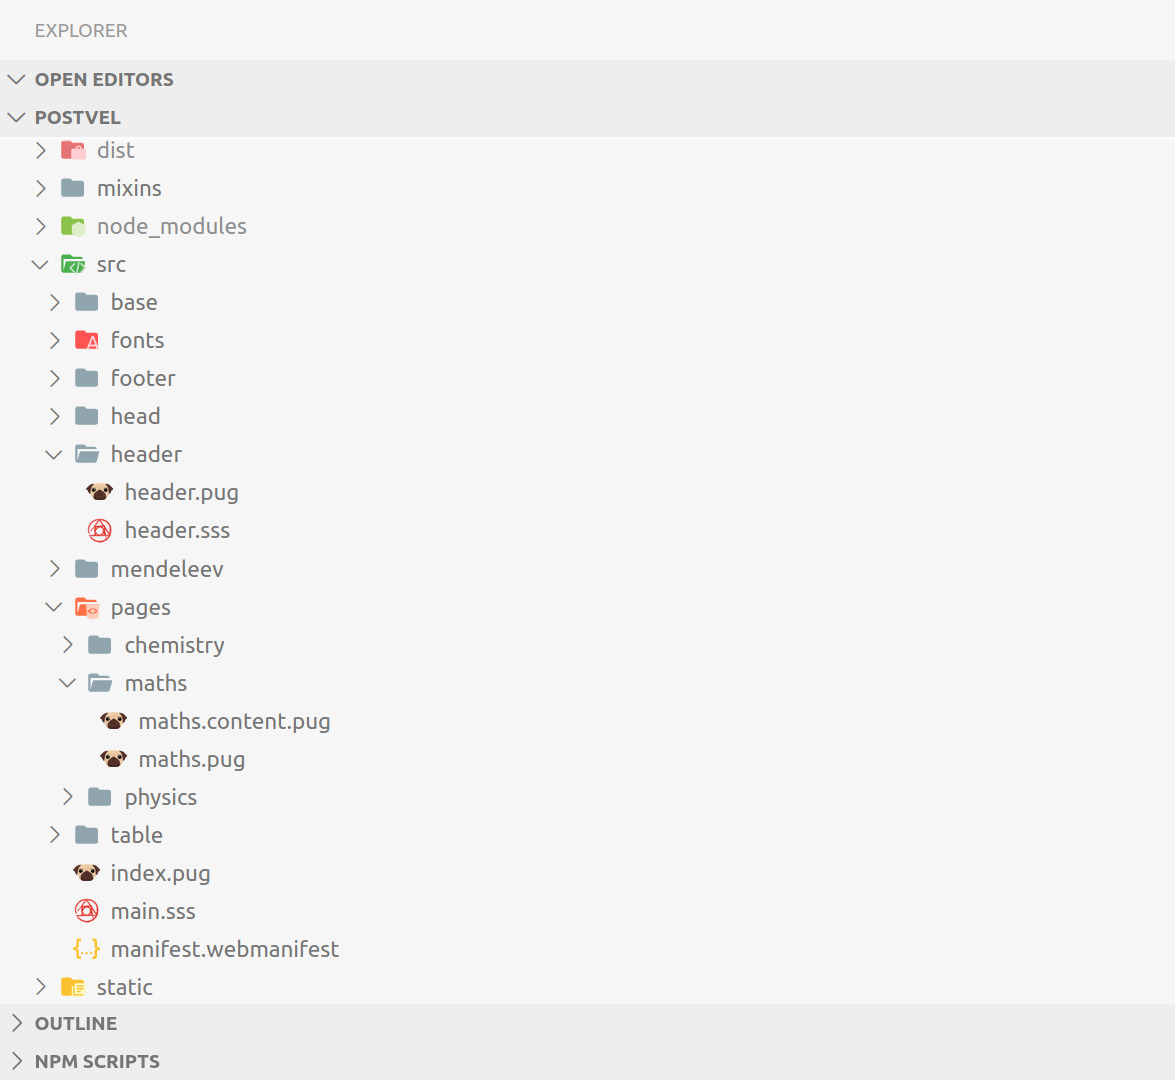 EXPLORER
OPEN EDITORS
POSTVEL
dist
mixins
node_modules
src
base
fonts
footer
head
header
header.pug
header.sss
mendeleev
pages
chemistry
maths
maths.content.pug
maths.pug
physics
table
index.pug
main.sss
manifest.webmanifest
static
OUTLINE
NPM SCRIPTS